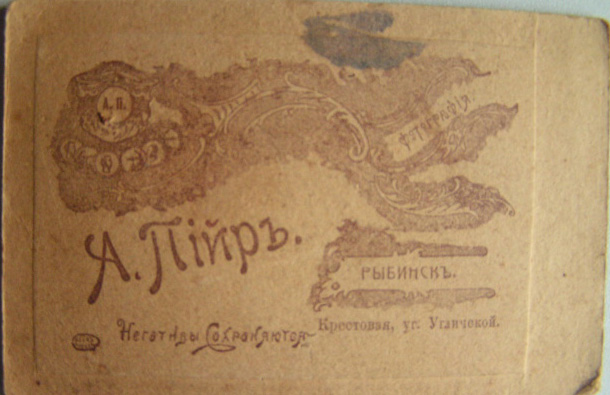 А. П.
ФОТОГРАФІЯ
А. Пійръ.
РЫБИНСКЪ.
Крестовая, уг. Угличской.
Негативы Сохраняются